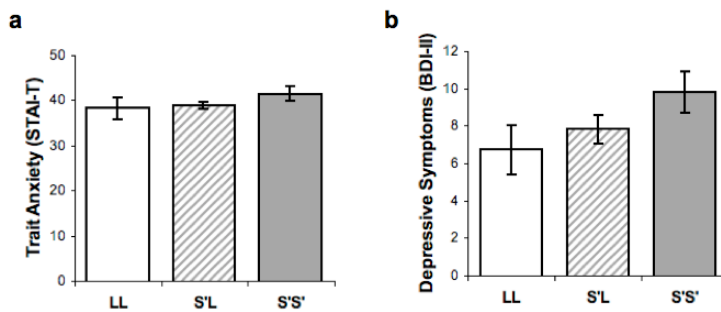 a
Trait Anxiety (STAI-T)
50
40
30
20
10
0
LL
S'L
S'S'
b
Depressive Symptoms (BDI-II)
12
10
8
6
4
2
0
LL
S'L
S'S'